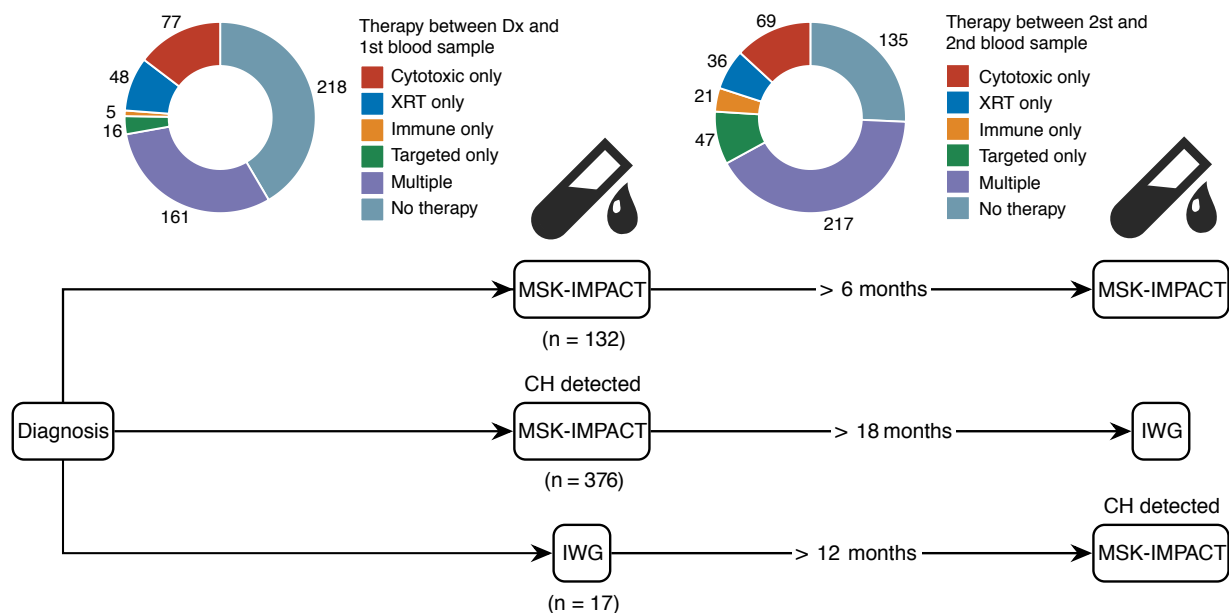 77
218
48
5
16
161
Therapy between Dx and
1st blood sample
Cytotoxic only
XRT only
Immune only
Targeted only
Multiple
No therapy
69
135
36
21
47
217
Therapy between 2st and
2nd blood sample
Cytotoxic only
XRT only
Immune only
Targeted only
Multiple
No therapy
MSK-IMPACT
> 6 months
MSK-IMPACT
(n = 132)
CH detected
Diagnosis
MSK-IMPACT
> 18 months
IWG
(n = 376)
CH detected
IWG
> 12 months
MSK-IMPACT
(n = 17)